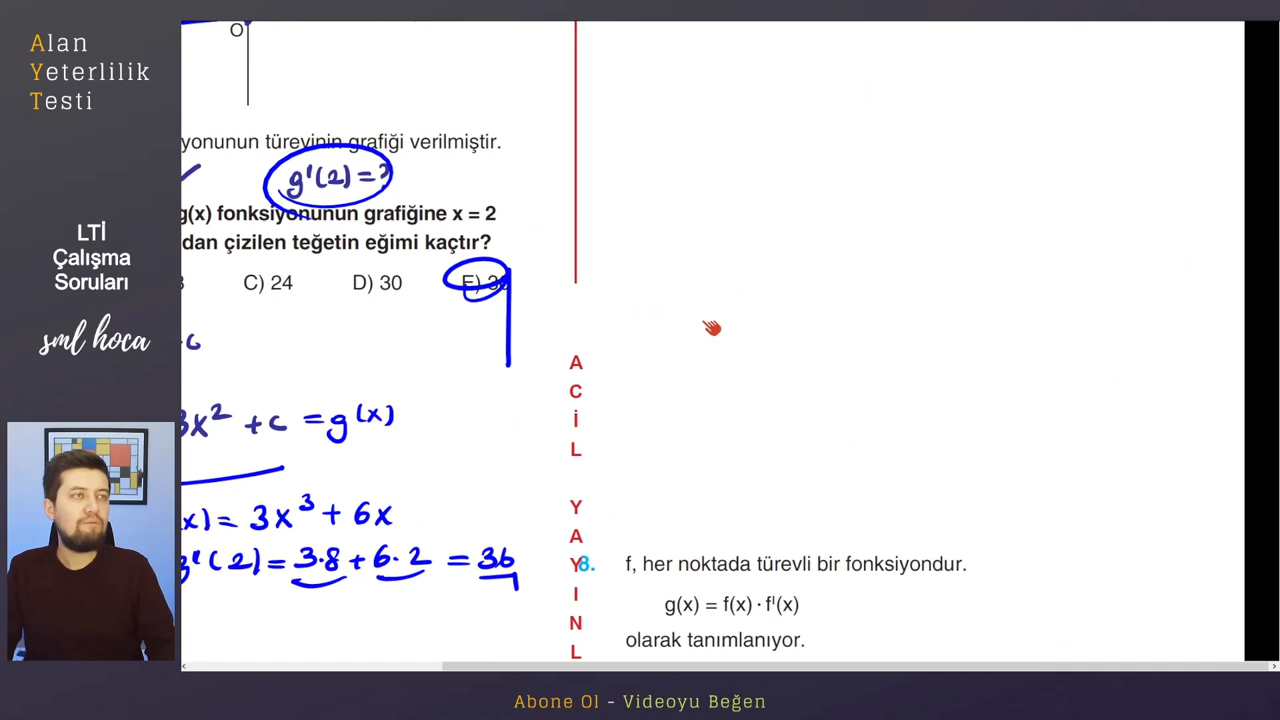 Alan
Yeterlilik
Testi
LTİ
Çalışma
Soruları
sml hoca
O
yonunun türevinin grafiği verilmiştir.
g'(2) = ?
g(x) fonksiyonunun grafiğine x = 2
dan çizilen teğetin eğimi kaçtır?
C) 24 D) 30 E)
3x² + c = g(x)
(x) = 3x³ + 6x
g'(2) = 3.8 + 6.2 = 36
A
C
İ
L
Y
A
Y
I
N
L
8. f, her noktada türevli bir fonksiyondur.
g(x) = f(x) · f'(x)
olarak tanımlanıyor.
Abone Ol - Videoyu Beğen